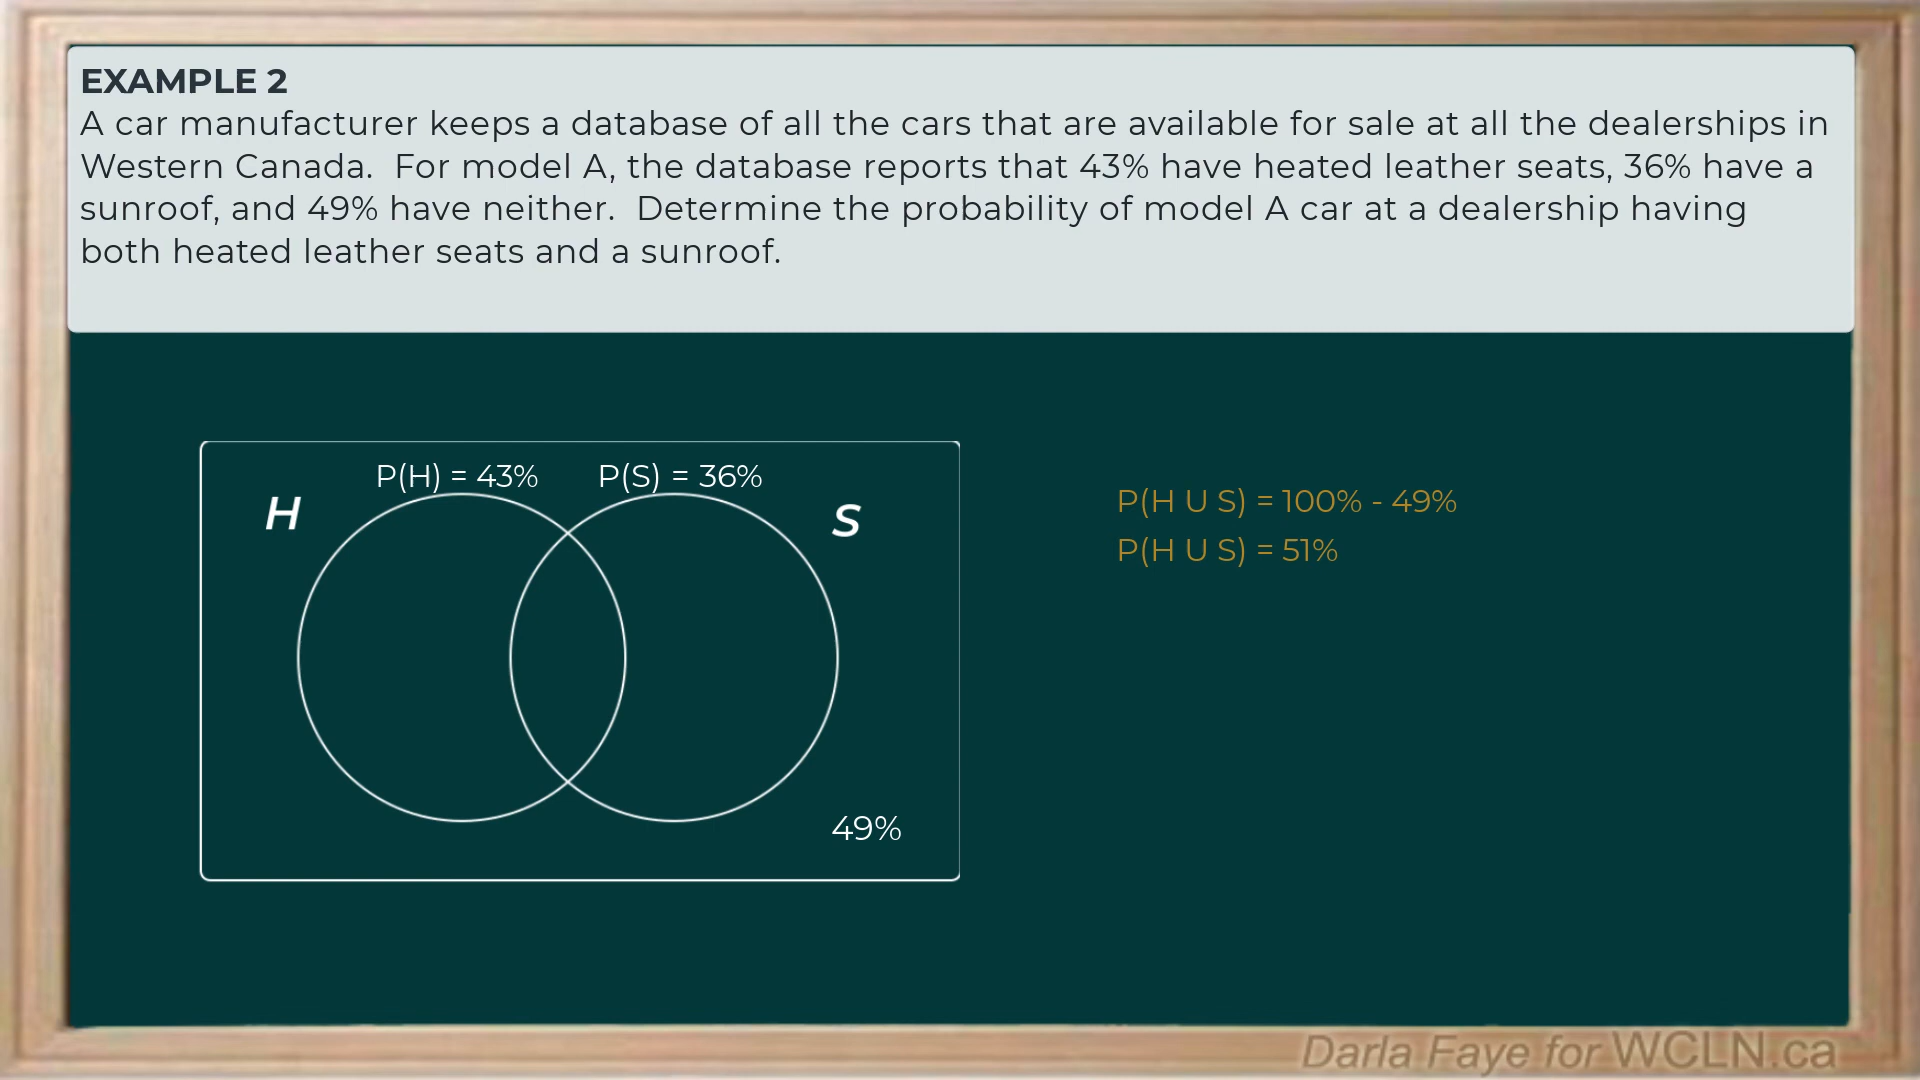 EXAMPLE 2
A car manufacturer keeps a database of all the cars that are available for sale at all the dealerships in
Western Canada.  For model A, the database reports that 43% have heated leather seats, 36% have a
sunroof, and 49% have neither.  Determine the probability of model A car at a dealership having
both heated leather seats and a sunroof.
P(H) = 43%
P(S) = 36%
H
S
49%
P(H U S) = 100% - 49%
P(H U S) = 51%
Darla Faye for WCLN.ca